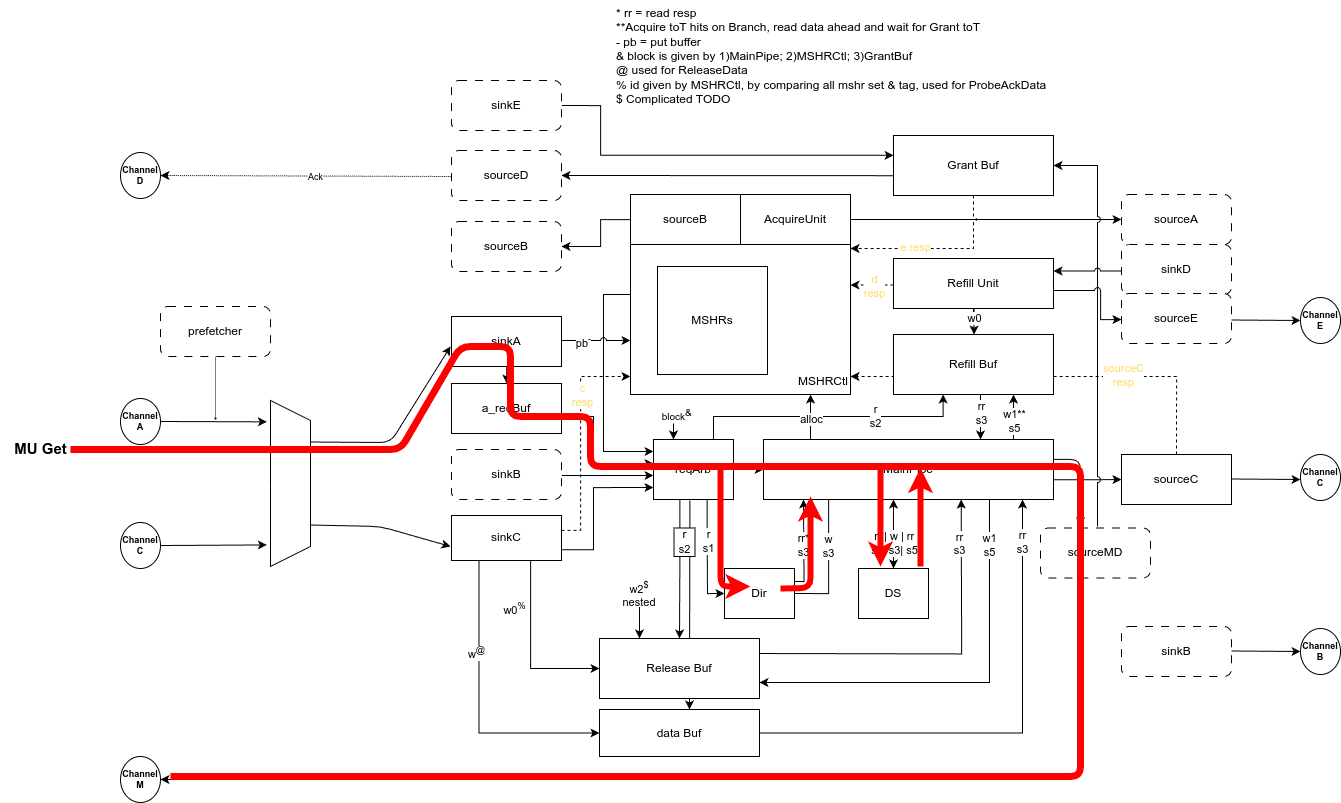 * rr = read resp
**Acquire toT hits on Branch, read data ahead and wait for Grant toT
- pb = put buffer
& block is given by 1)MainPipe; 2)MSHRCtl; 3)GrantBuf
@ used for ReleaseData
% id given by MSHRCtl, by comparing all mshr set & tag, used for ProbeAckData
$ Complicated TODO
sinkE
Grant Buf
Channel
D
Ack
sourceD
sourceB
sourceB
AcquireUnit
sourceA
e resp
sinkD
d
resp
Refill Unit
sourceE
Channel
E
w0
prefetcher
MSHRs
sinkA
pb-
Refill Buf
MSHRCtl
sourceC
resp
c
resp
a_reqBuf
Channel
A
block&
alloc
r
s2
rr
s3
w1**
s5
MU Get
reqArb
MainPipe
sinkB
sourceC
Channel
C
sinkC
Channel
C
r
s2
r
s1
rr*
s3
w
s3
| w | rr
s3| s5
rr
s3
w1
s5
rr
s3
sourceMD
Dir
DS
w2$
nested
w0%
w@
Release Buf
sinkB
Channel
B
data Buf
Channel
M